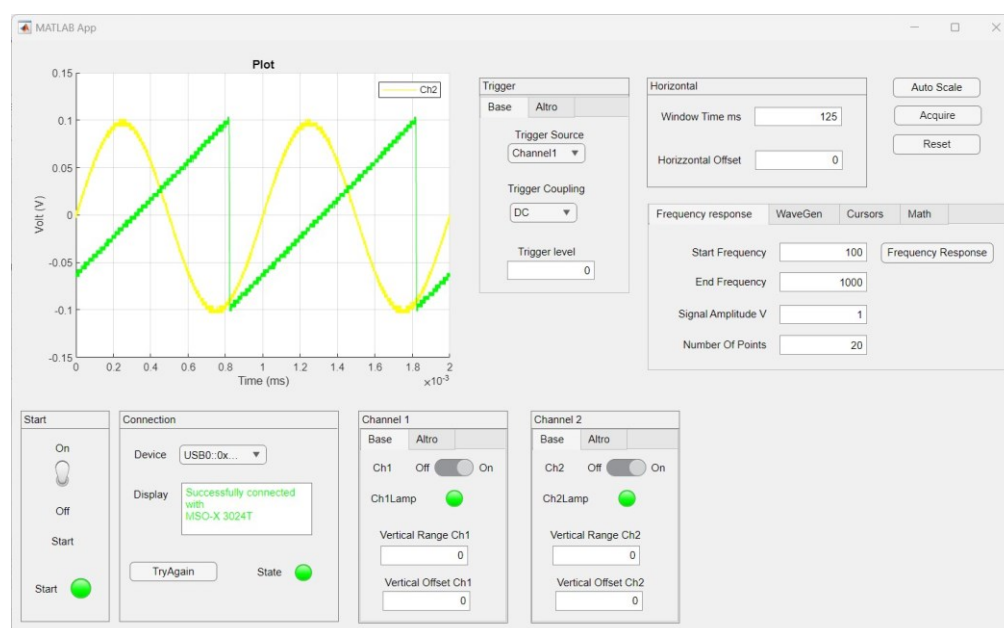 MATLAB App
Plot
0.15
0.1
0.05
0
-0.05
-0.1
-0.15
Volt (V)
Ch2
0 0.2 0.4 0.6 0.8 1 1.2 1.4 1.6 1.8 2
Time (ms)
×10-3
Trigger
Base Altro
Trigger Source
Channel1
Trigger Coupling
DC
Trigger level
0
Horizontal
Window Time ms 125
Horizzontal Offset 0
Auto Scale
Acquire
Reset
Frequency response WaveGen Cursors Math
Start Frequency 100 Frequency Response
End Frequency 1000
Signal Amplitude V 1
Number Of Points 20
Start
On
Off
Start
Start
Connection
Device USB0::0x...
Display
Successfully connected
with
MSO-X 3024T
TryAgain State
Channel 1
Base Altro
Ch1 Off On
Ch1Lamp
Vertical Range Ch1
0
Vertical Offset Ch1
0
Channel 2
Base Altro
Ch2 Off On
Ch2Lamp
Vertical Range Ch2
0
Vertical Offset Ch2
0